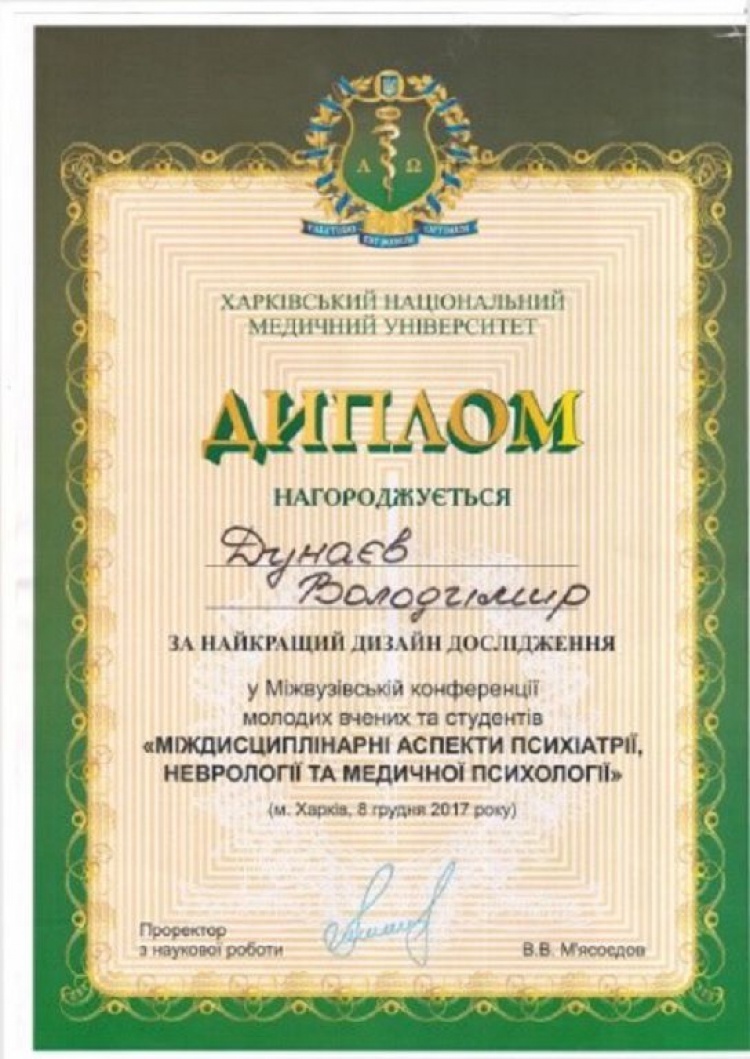 Α Ω
ХАРКІВСЬКИЙ НАЦІОНАЛЬНИЙ
МЕДИЧНИЙ УНІВЕРСИТЕТ
ДИПЛОМ
НАГОРОДЖУЄТЬСЯ
Дунаєв
Володимир
ЗА НАЙКРАЩИЙ ДИЗАЙН ДОСЛІДЖЕННЯ
у Міжвузівській конференції
молодих вчених та студентів
«МІЖДИСЦИПЛІНАРНІ АСПЕКТИ ПСИХІАТРІЇ,
НЕВРОЛОГІЇ ТА МЕДИЧНОЇ ПСИХОЛОГІЇ»
(м. Харків, 8 грудня 2017 року)
Проректор
з наукової роботи
В.В. М'ясоєдов